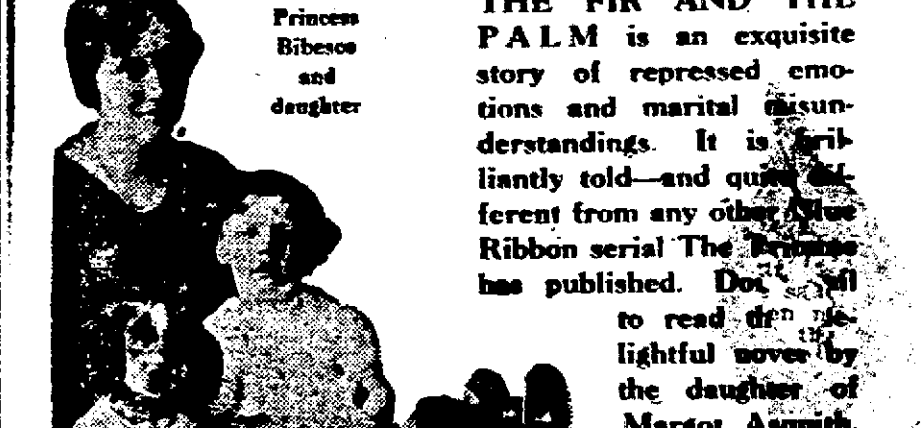 Princess
Bibesco
and
daughter
THE FIR AND THE
PALM is an exquisite
story of repressed emo-
tions and marital misun-
derstandings. It is bril-
liantly told—and quite dif-
ferent from any other Blue
Ribbon serial The Tribune
has published. Don't fail
to read this de-
lightful novel by
the daughter of
Margot Asquith.